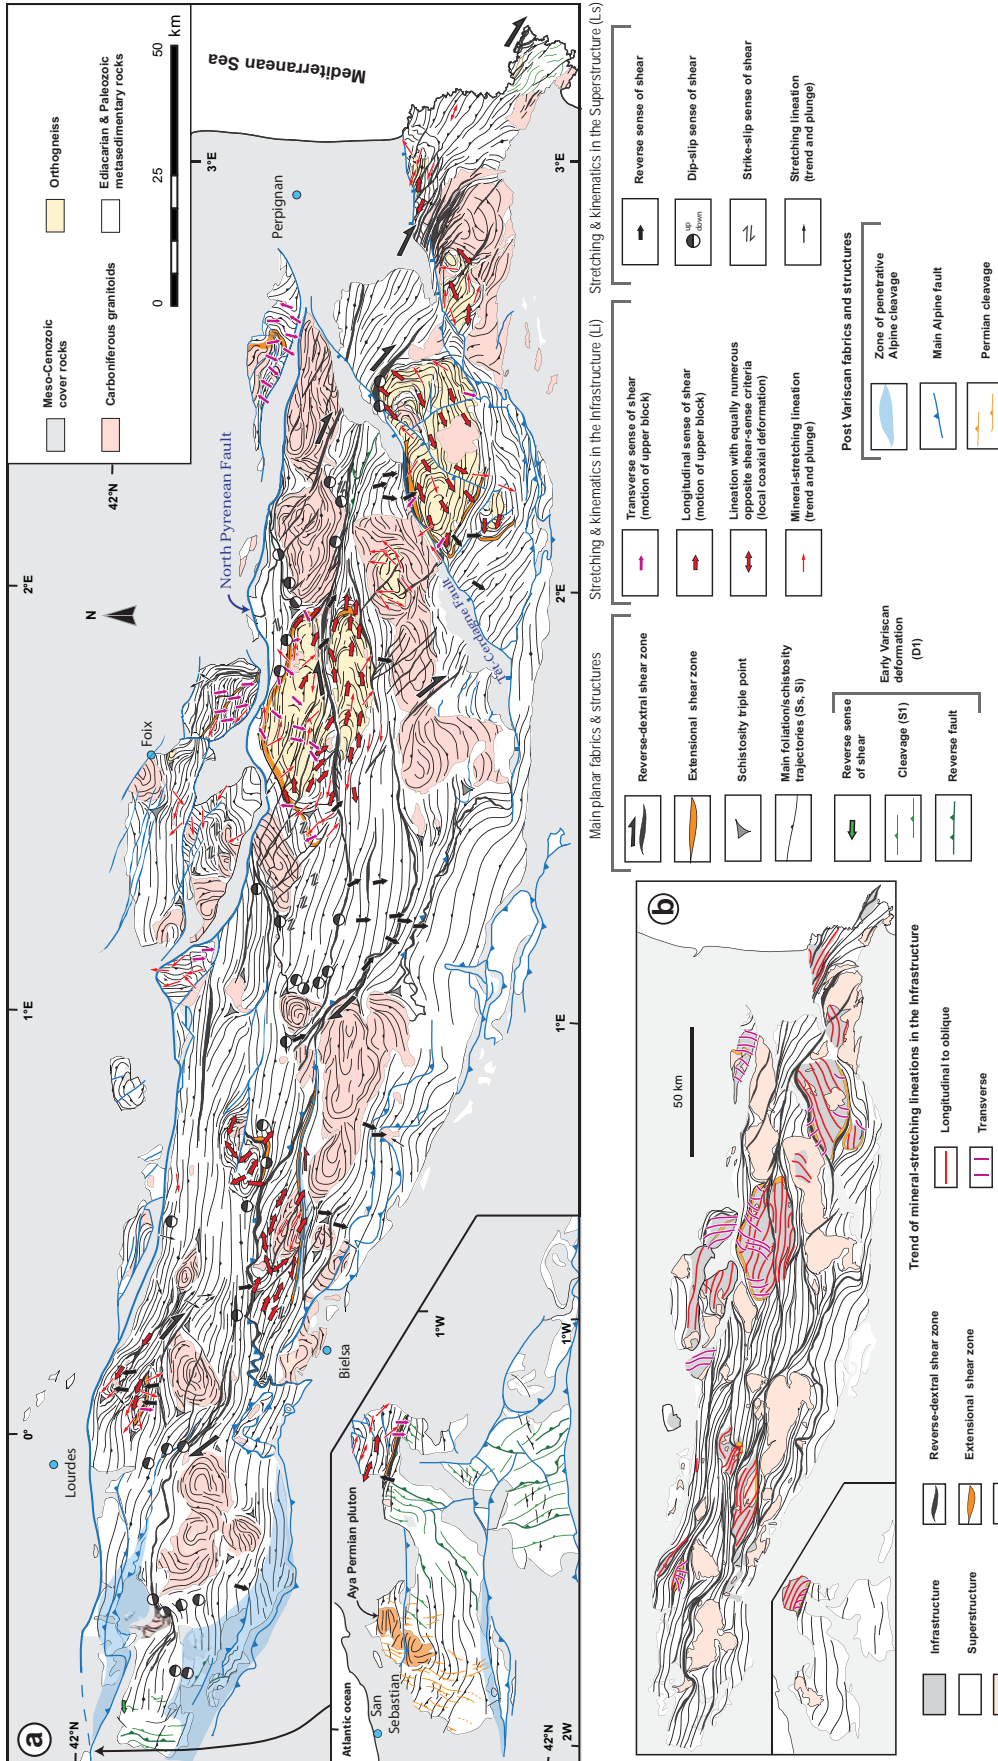 a
42°N
0°
1°E
2°E
42°N
Lourdes
Foix
N
North Pyrenean Fault
Perpignan
3°E
Mediterranean Sea
Meso-Cenozoic
cover rocks
Orthogneiss
Carboniferous granitoids
Ediacarian & Paleozoic
metasedimentary rocks
0
25
50
km
Têt-Cerdagne Fault
Bielsa
Atlantic ocean
San
Sebastian
Aya Permian pluton
1°W
42°N
2°W
1°W
1°E
2°E
3°E
Main planar fabrics & structures
Reverse-dextral shear zone
Extensional shear zone
Schistosity triple point
Main foliation/schistosity
trajectories (Ss, Si)
Reverse sense
of shear
Cleavage (S1)
Reverse fault
Early Variscan
deformation
(D1)
Stretching & kinematics in the Infrastructure (Li)
Transverse sense of shear
(motion of upper block)
Longitudinal sense of shear
(motion of upper block)
Lineation with equally numerous
opposite shear-sense criteria
(local coaxial deformation)
Mineral-stretching lineation
(trend and plunge)
Stretching & kinematics in the Superstructure (Ls)
Reverse sense of shear
up
down
Dip-slip sense of shear
Strike-slip sense of shear
Stretching lineation
(trend and plunge)
Post Variscan fabrics and structures
Zone of penetrative
Alpine cleavage
Main Alpine fault
Permian cleavage
b
50 km
Infrastructure
Superstructure
Reverse-dextral shear zone
Extensional shear zone
Trend of mineral-stretching lineations in the Infrastructure
Longitudinal to oblique
Transverse